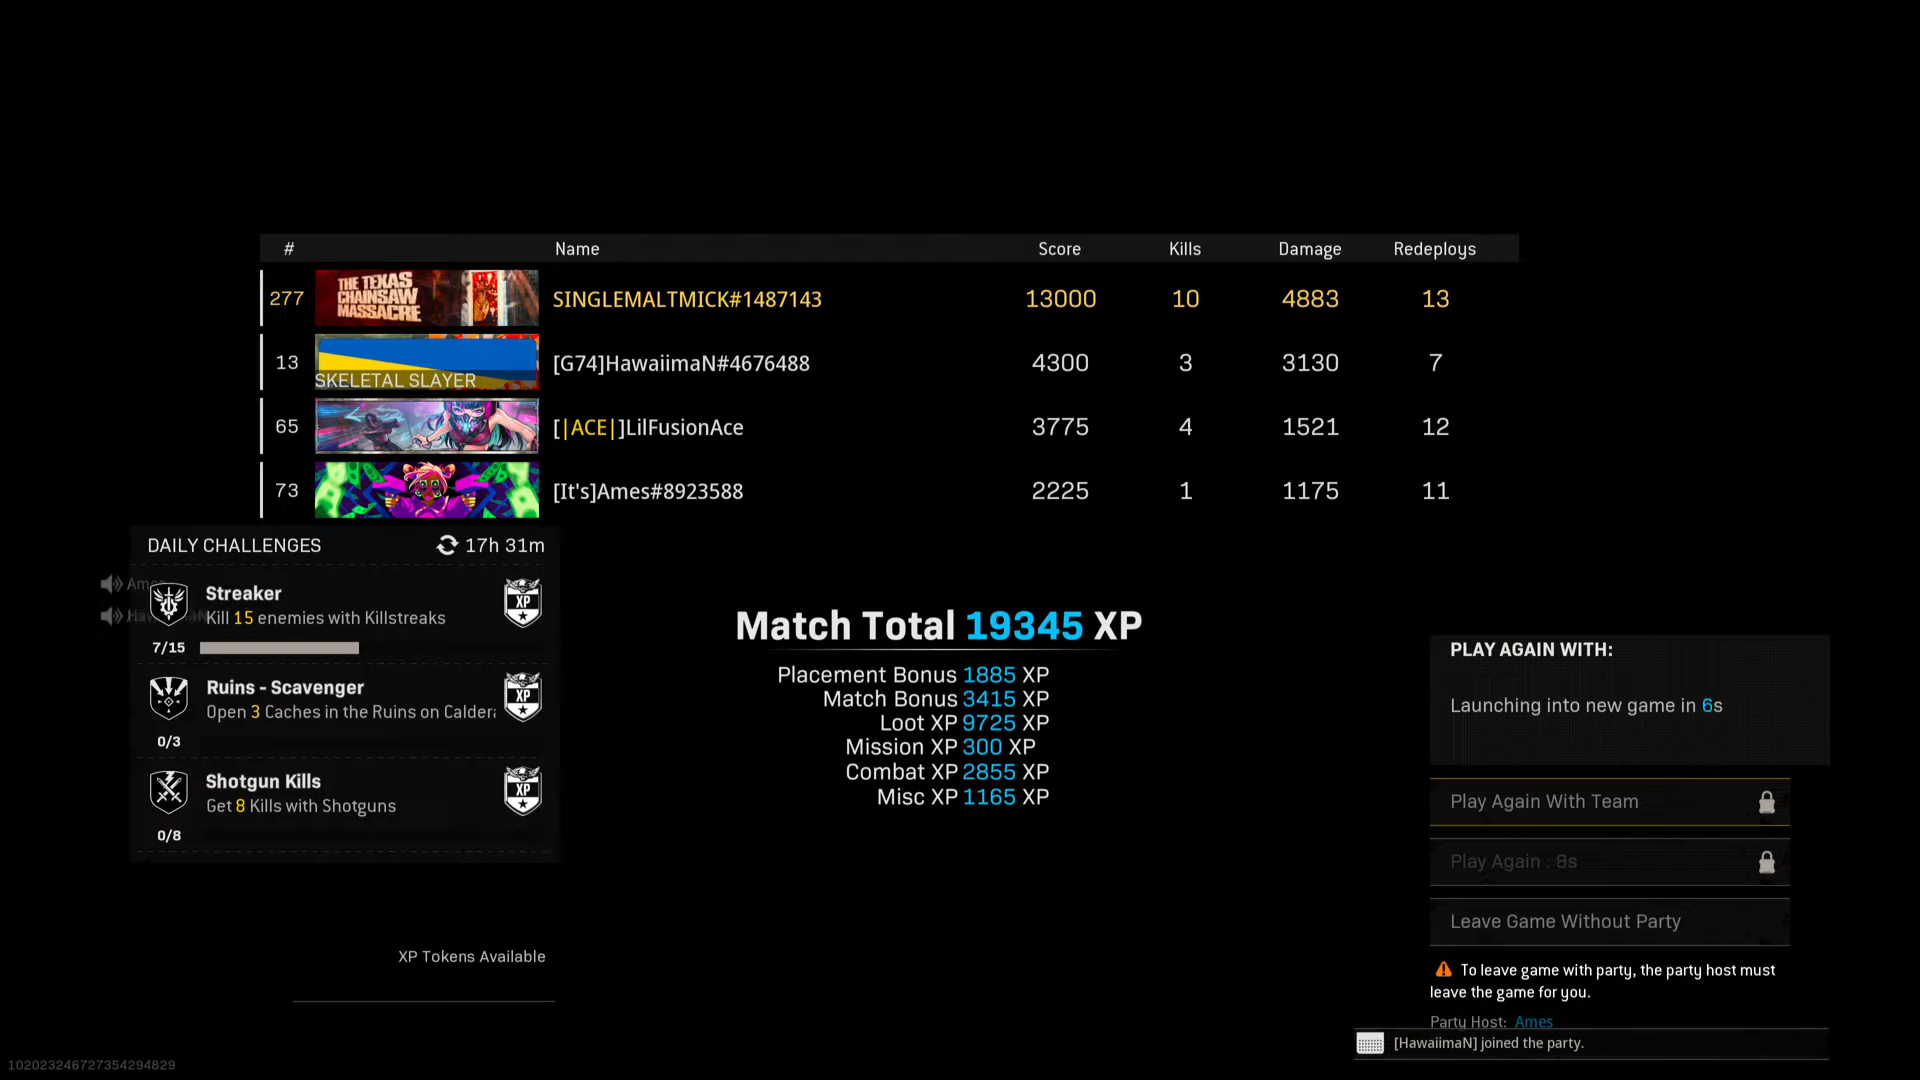 # Name Score Kills Damage Redeploys
277 THE TEXAS CHAINSAW MASSACRE SINGLEMALTMICK#1487143 13000 10 4883 13
13 SKELETAL SLAYER [G74]HawaiimaN#4676488 4300 3 3130 7
65 [|ACE|]LilFusionAce 3775 4 1521 12
73 [It's]Ames#8923588 2225 1 1175 11
DAILY CHALLENGES 17h 31m
Ames
Streaker
Kill 15 enemies with Killstreaks
XP
7/15
Ruins - Scavenger
Open 3 Caches in the Ruins on Caldera
XP
0/3
Shotgun Kills
Get 8 Kills with Shotguns
XP
0/8
XP Tokens Available
Match Total 19345 XP
Placement Bonus 1885 XP
Match Bonus 3415 XP
Loot XP 9725 XP
Mission XP 300 XP
Combat XP 2855 XP
Misc XP 1165 XP
PLAY AGAIN WITH:
Launching into new game in 6s
Play Again With Team
Play Again : 8s
Leave Game Without Party
To leave game with party, the party host must
leave the game for you.
Party Host: Ames
[HawaiimaN] joined the party.
102023246727354294829